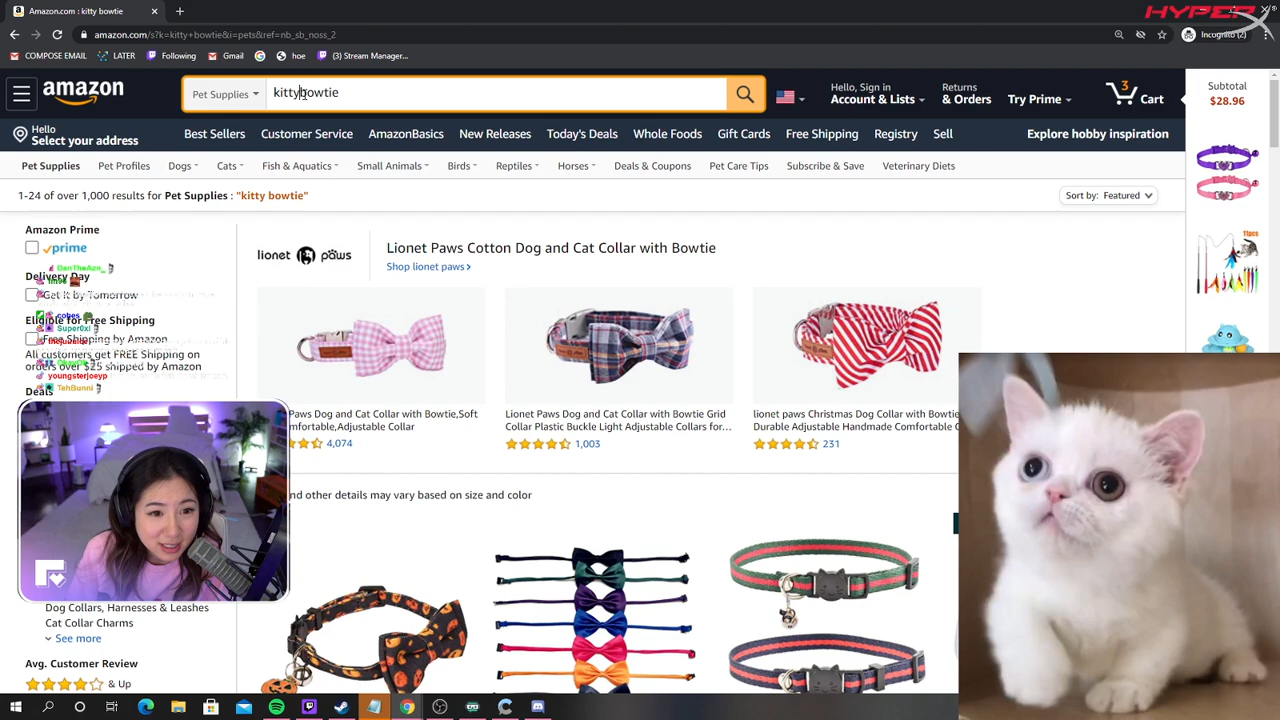 Amazon.com : kitty bowtie
HYPERX
amazon.com/s?k=kitty+bowtie&i=pets&ref=nb_sb_noss_2
Incognito (2)
COMPOSE EMAIL
LATER
Following
Gmail
hoe
(3) Stream Manager...
amazon
Pet Supplies
kittybowtie
Hello, Sign in
Account & Lists
Returns
& Orders
Try Prime
3
Cart
Subtotal
$28.96
Hello
Select your address
Best Sellers
Customer Service
AmazonBasics
New Releases
Today's Deals
Whole Foods
Gift Cards
Free Shipping
Registry
Sell
Explore hobby inspiration
Pet Supplies
Pet Profiles
Dogs
Cats
Fish & Aquatics
Small Animals
Birds
Reptiles
Horses
Deals & Coupons
Pet Care Tips
Subscribe & Save
Veterinary Diets
1-24 of over 1,000 results for Pet Supplies : "kitty bowtie"
Sort by: Featured
Amazon Prime
prime
DanTheAzn_
Delivery Day
Get It by Tomorrow
cobes
Eligible for Free Shipping
Super0xi
Free Shipping by Amazon
All customers get FREE Shipping on
orders over $25 shipped by Amazon
youngsterjoeyp
TehBunni
Deals
lionet paws
Lionet Paws Cotton Dog and Cat Collar with Bowtie
Shop lionet paws
11pcs
Paws Dog and Cat Collar with Bowtie,Soft
mfortable,Adjustable Collar
4,074
Lionet Paws Dog and Cat Collar with Bowtie Grid
Collar Plastic Buckle Light Adjustable Collars for...
1,003
lionet paws Christmas Dog Collar with Bowtie
Durable Adjustable Handmade Comfortable C
231
nd other details may vary based on size and color
Dog Collars, Harnesses & Leashes
Cat Collar Charms
See more
Avg. Customer Review
& Up